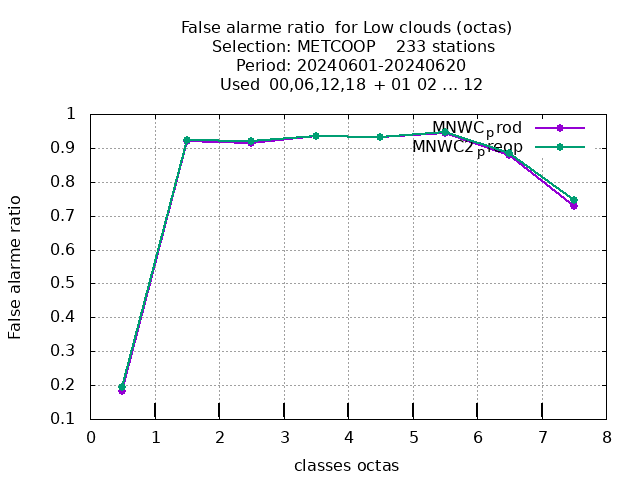 False alarme ratio  for Low clouds (octas)
Selection: METCOOP    233 stations
Period: 20240601-20240620
Used  00,06,12,18  + 01 02 ... 12
MNWC_prod
MNWC2_preop
1
0.9
0.8
0.7
0.6
0.5
0.4
0.3
0.2
0.1
False alarme ratio
0 1 2 3 4 5 6 7 8
classes octas